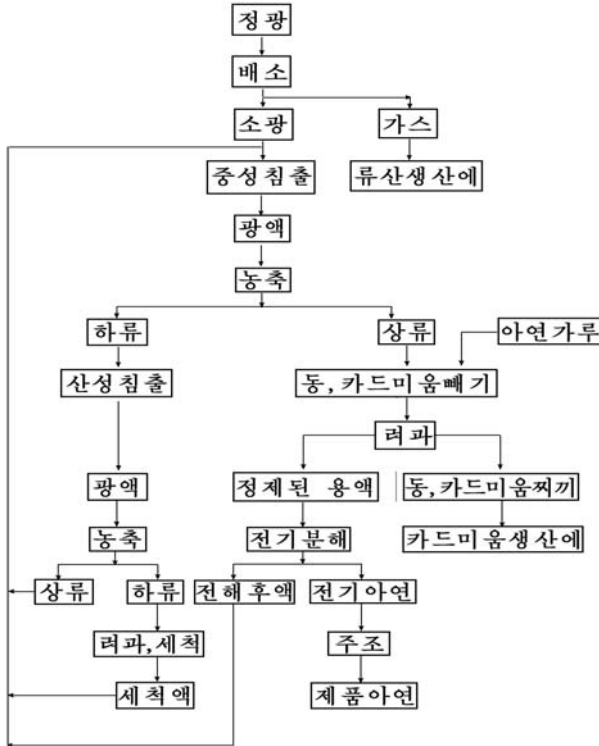 정광
배소
소광
가스
중성침출
류산생산에
광액
농축
하류
상류
아연가루
산성침출
동,카드미움빼기
려과
광액
정제된 용액
동,카드미움찌끼
농축
전기분해
카드미움생산에
상류
하류
전해후액
전기아연
려과,세척
주조
세척액
제품아연